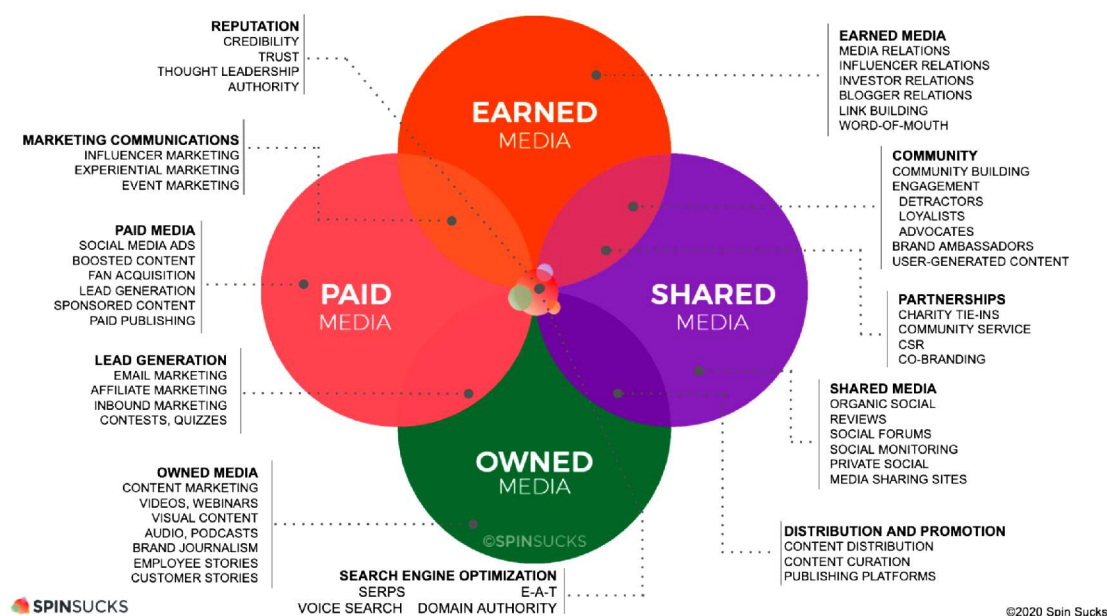 REPUTATION
CREDIBILITY
TRUST
THOUGHT LEADERSHIP
AUTHORITY
MARKETING COMMUNICATIONS
INFLUENCER MARKETING
EXPERIENTIAL MARKETING
EVENT MARKETING
PAID MEDIA
SOCIAL MEDIA ADS
BOOSTED CONTENT
FAN ACQUISITION
LEAD GENERATION
SPONSORED CONTENT
PAID PUBLISHING
LEAD GENERATION
EMAIL MARKETING
AFFILIATE MARKETING
INBOUND MARKETING
CONTESTS, QUIZZES
OWNED MEDIA
CONTENT MARKETING
VIDEOS, WEBINARS
VISUAL CONTENT
AUDIO, PODCASTS
BRAND JOURNALISM
EMPLOYEE STORIES
CUSTOMER STORIES
EARNED
MEDIA
PAID
MEDIA
SHARED
MEDIA
OWNED
MEDIA
©SPINSUCKS
SEARCH ENGINE OPTIMIZATION
SERPS E-A-T
VOICE SEARCH DOMAIN AUTHORITY
EARNED MEDIA
MEDIA RELATIONS
INFLUENCER RELATIONS
INVESTOR RELATIONS
BLOGGER RELATIONS
LINK BUILDING
WORD-OF-MOUTH
COMMUNITY
COMMUNITY BUILDING
ENGAGEMENT
DETRACTORS
LOYALISTS
ADVOCATES
BRAND AMBASSADORS
USER-GENERATED CONTENT
PARTNERSHIPS
CHARITY TIE-INS
COMMUNITY SERVICE
CSR
CO-BRANDING
SHARED MEDIA
ORGANIC SOCIAL
REVIEWS
SOCIAL FORUMS
SOCIAL MONITORING
PRIVATE SOCIAL
MEDIA SHARING SITES
DISTRIBUTION AND PROMOTION
CONTENT DISTRIBUTION
CONTENT CURATION
PUBLISHING PLATFORMS
SPINSUCKS
©2020 Spin Sucks